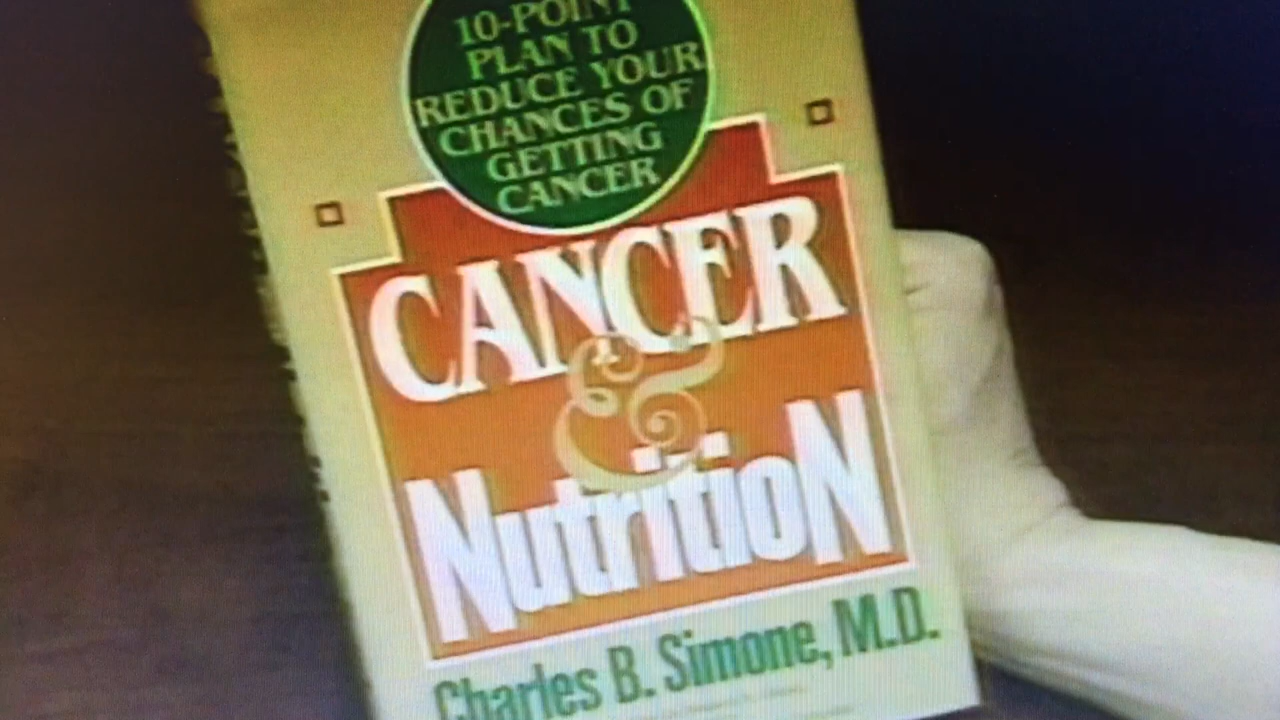 10-POINT
PLAN TO
REDUCE YOUR
CHANCES OF
GETTING
CANCER
CANCER
&
NutritioN
Charles B. Simone, M.D.